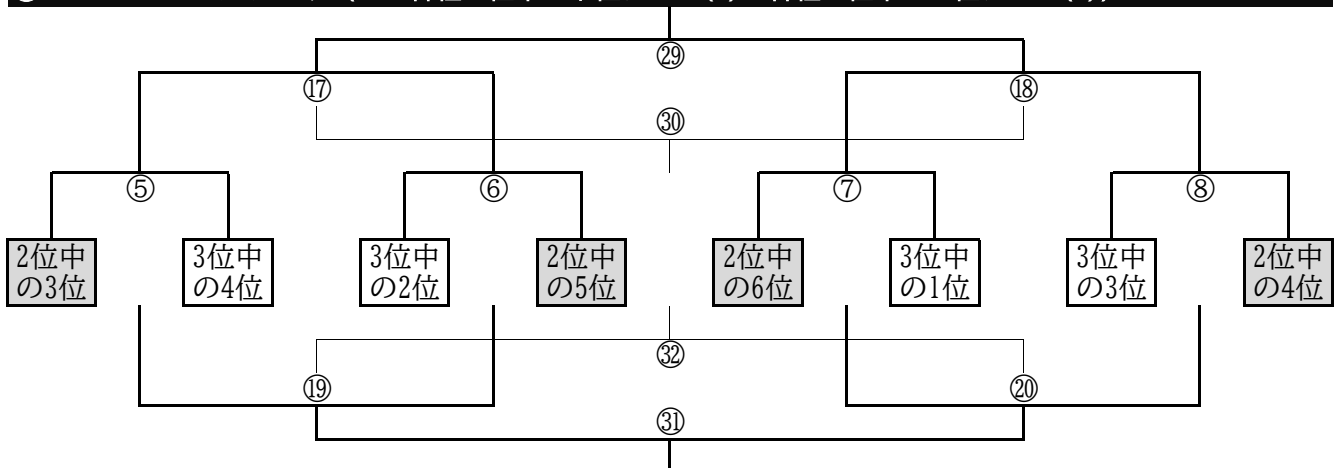 ㉙
⑰
⑱
㉚
⑤
⑥
⑦
⑧
2位中
の3位
3位中
の4位
3位中
の2位
2位中
の5位
2位中
の6位
3位中
の1位
3位中
の3位
2位中
の4位
㉜
⑲
⑳
㉛